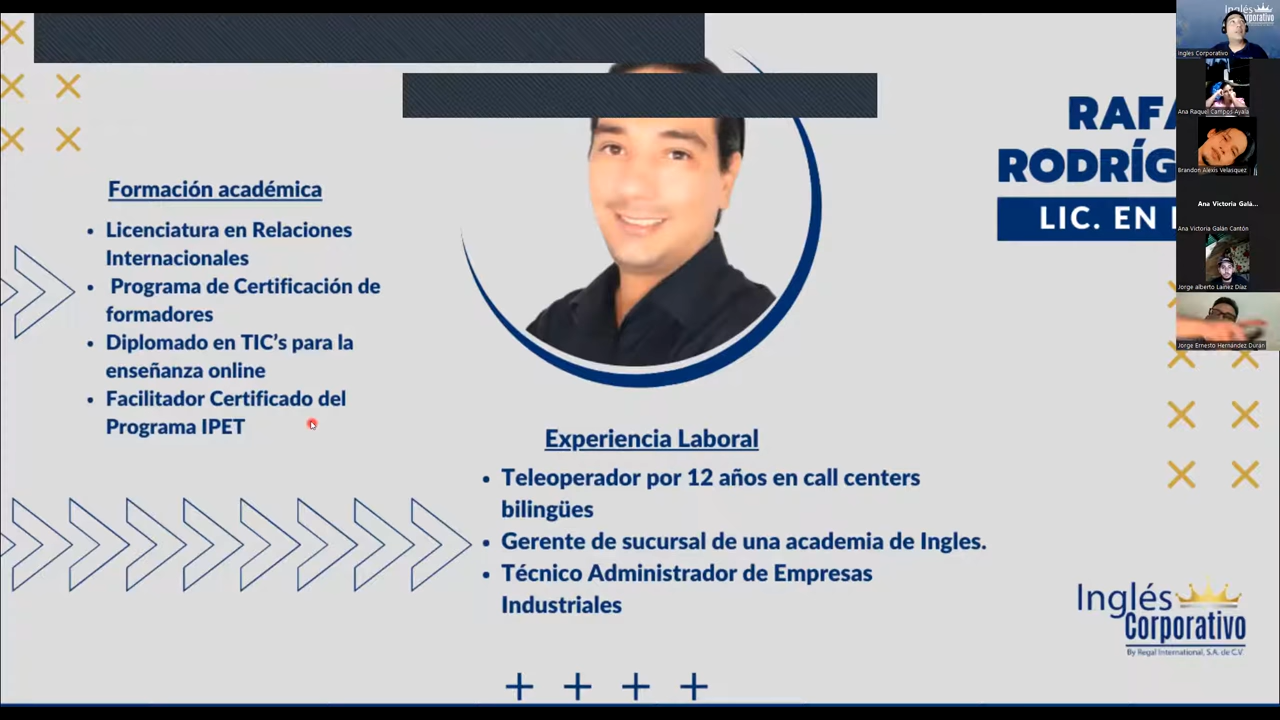 Formación académica
• Licenciatura en Relaciones
Internacionales
• Programa de Certificación de
formadores
• Diplomado en TIC’s para la
enseñanza online
• Facilitador Certificado del
Programa IPET
Experiencia Laboral
• Teleoperador por 12 años en call centers
bilingües
• Gerente de sucursal de una academia de Ingles.
• Técnico Administrador de Empresas
Industriales
RAFA
RODRÍG
LIC. EN
Inglés
Corporativo
By Regal International, S.A. de C.V.
Inglés
Ingles Corporativo
Ana Raquel Campos Ayala
Brandon Alexis Velasquez
Ana Victoria Galá...
Ana Victoria Galán Cantón
Jorge alberto Lainez Díaz
Jorge Ernesto Hernández Durán